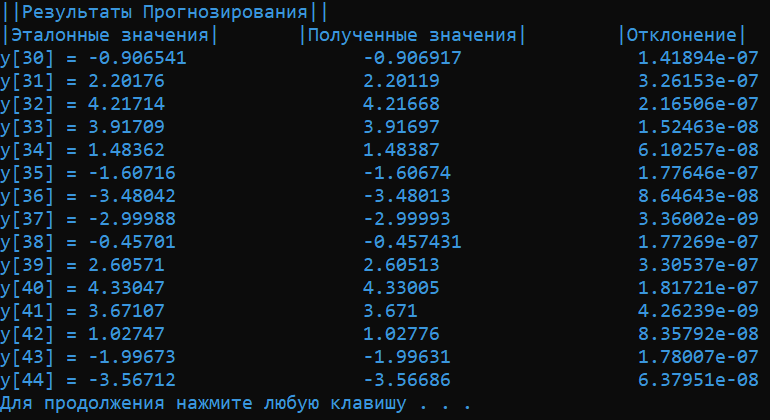 ||Результаты Прогнозирования||
|Эталонные значения| |Полученные значения| |Отклонение|
y[30] = -0.906541 -0.906917 1.41894e-07
y[31] = 2.20176 2.20119 3.26153e-07
y[32] = 4.21714 4.21668 2.16506e-07
y[33] = 3.91709 3.91697 1.52463e-08
y[34] = 1.48362 1.48387 6.10257e-08
y[35] = -1.60716 -1.60674 1.77646e-07
y[36] = -3.48042 -3.48013 8.64643e-08
y[37] = -2.99988 -2.99993 3.36002e-09
y[38] = -0.45701 -0.457431 1.77269e-07
y[39] = 2.60571 2.60513 3.30537e-07
y[40] = 4.33047 4.33005 1.81721e-07
y[41] = 3.67107 3.671 4.26239e-09
y[42] = 1.02747 1.02776 8.35792e-08
y[43] = -1.99673 -1.99631 1.78007e-07
y[44] = -3.56712 -3.56686 6.37951e-08
Для продолжения нажмите любую клавишу . . .